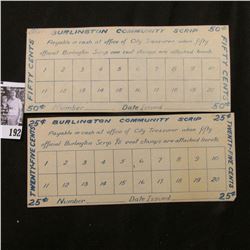 50¢ BURLINGTON COMMUNITY SCRIP 50¢
FIFTY CENTS
Payable in cash at office of City Treasurer when fifty
official Burlington Scrip one cent stamps are attached hereto.
1 2 3 4 5 6 7 8 9 10
11 12 13 14 15 16 17 18 19 20
FIFTY CENTS
50¢ Number Date Issued 50¢
192
25¢ BURLINGTON COMMUNITY SCRIP 25¢
TWENTY-FIVE CENTS
Payable in cash at office of City Treasurer when fifty
official Burlington Scrip ½ cent stamps are attached hereto.
1 2 3 4 5 6 7 8 9 10
11 12 13 14 15 16 17 18 19 20
TWENTY-FIVE CENTS
25¢ Number Date Issued 25¢